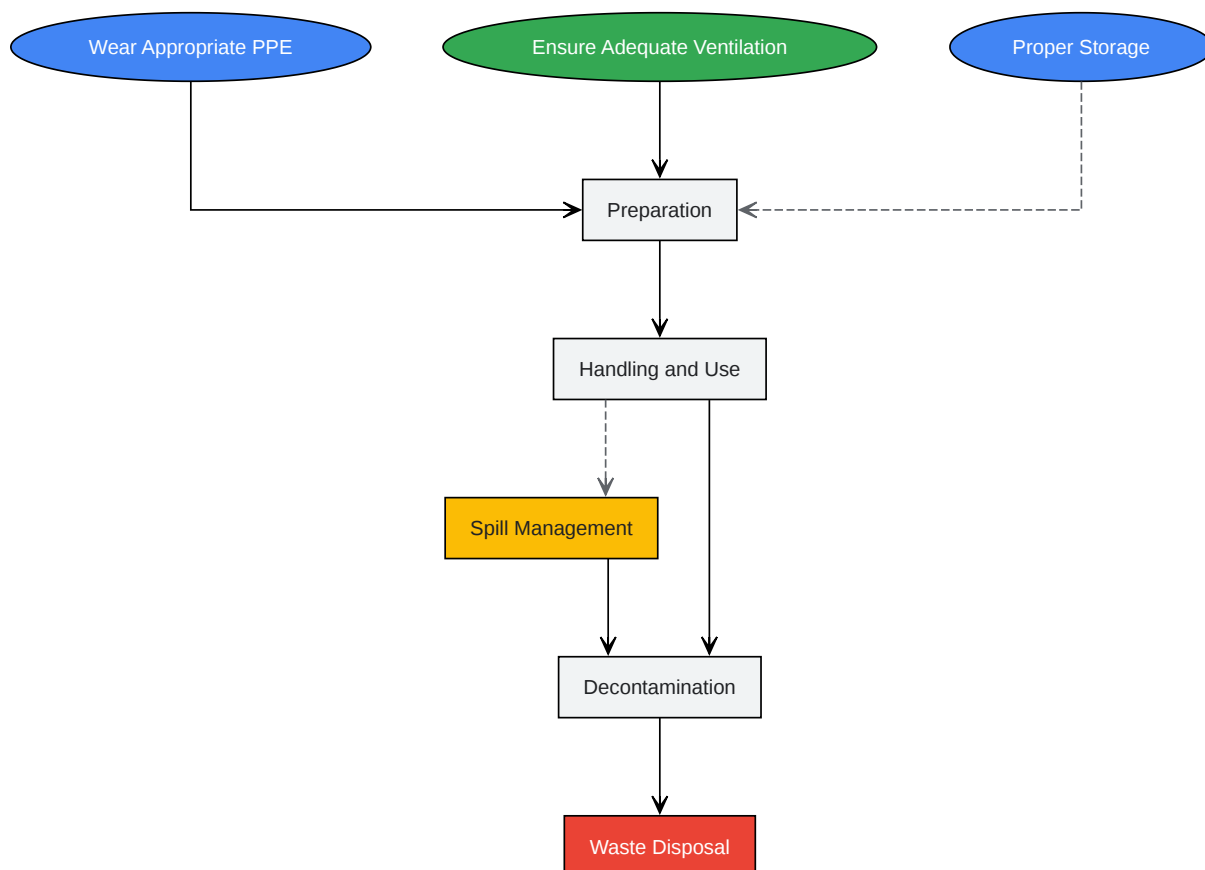 Wear Appropriate PPE
Ensure Adequate Ventilation
Proper Storage
Preparation
Handling and Use
Spill Management
Decontamination
Waste Disposal